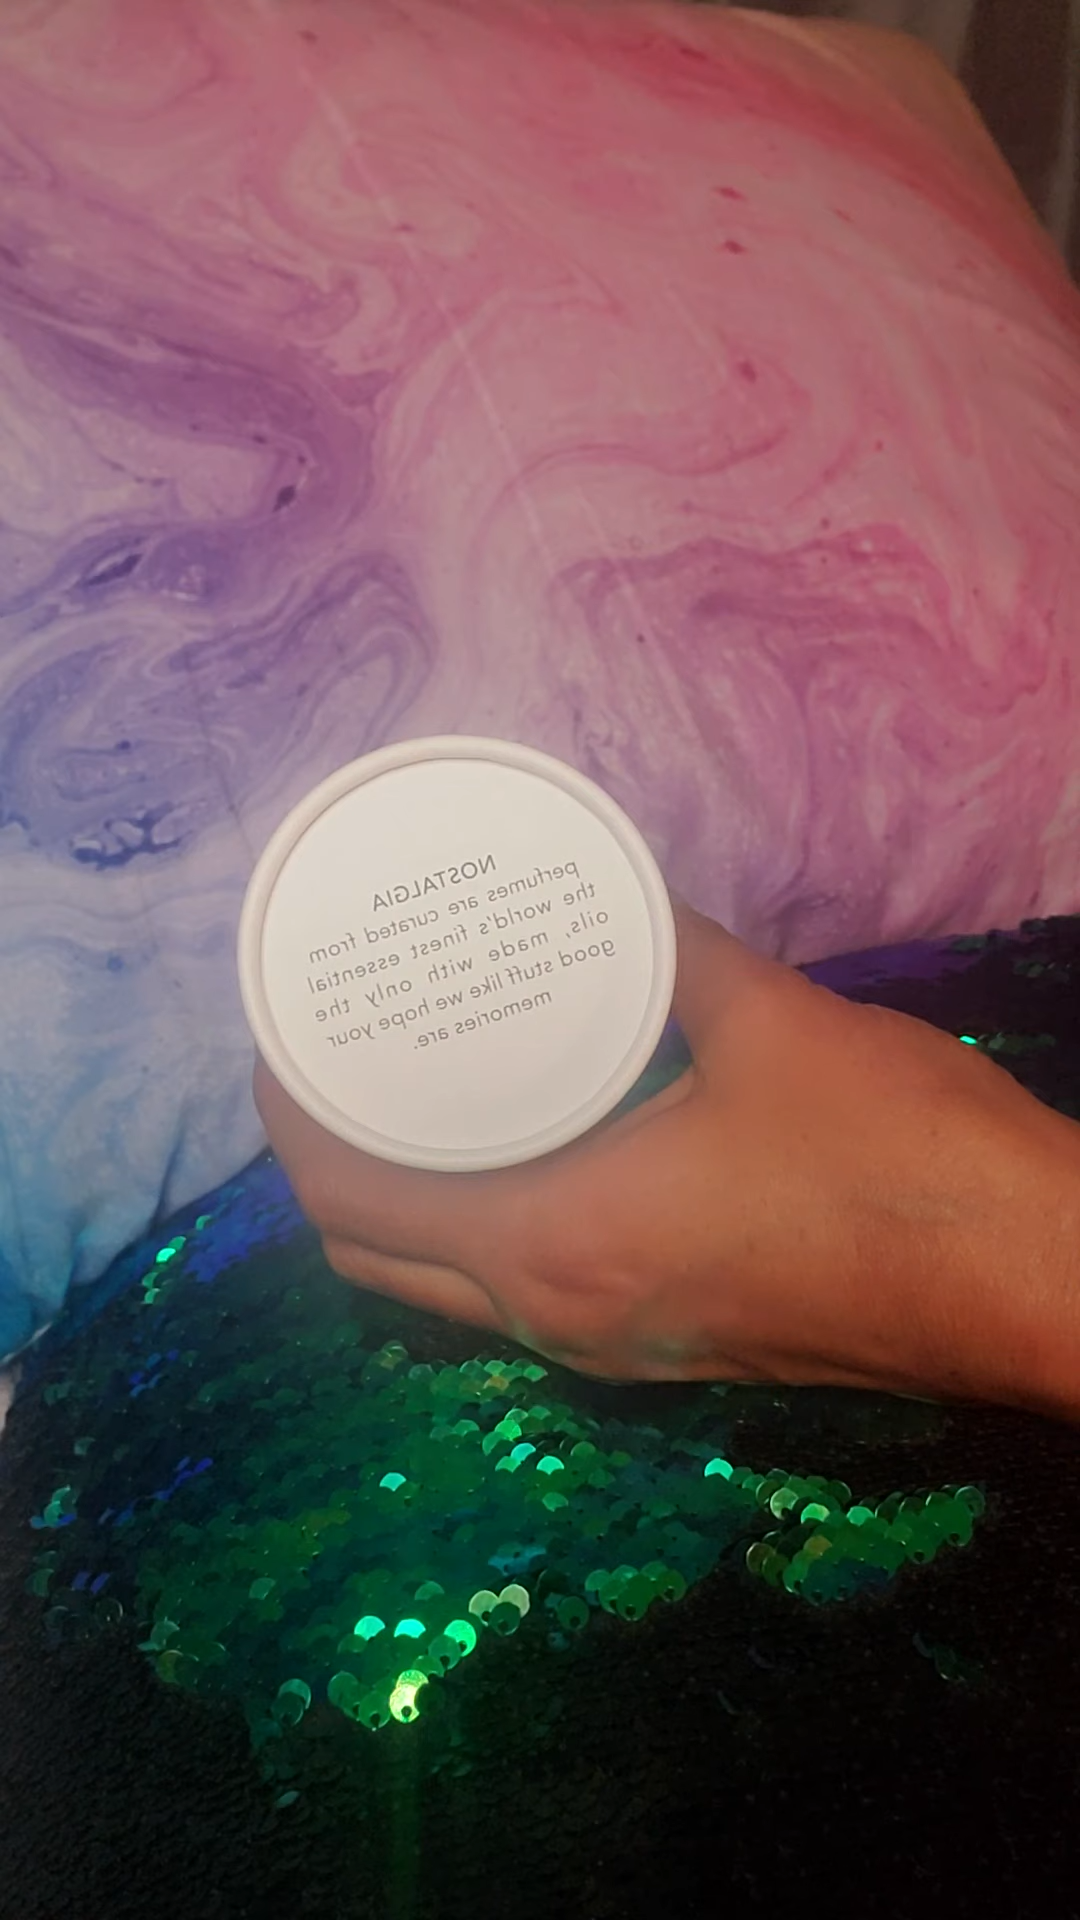 NOSTALGIA
perfumes are curated from
the world's finest essential
oils, made with only the
good stuff like we hope your
memories are.